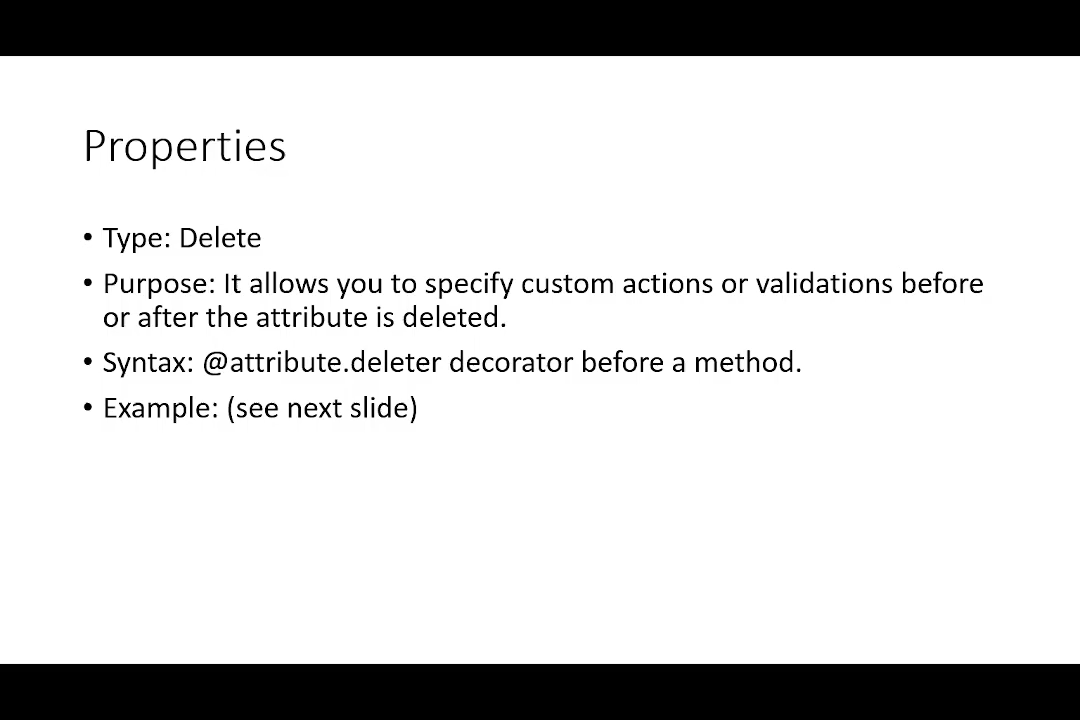 Properties
• Type: Delete
• Purpose: It allows you to specify custom actions or validations before
or after the attribute is deleted.
• Syntax: @attribute.deleter decorator before a method.
• Example: (see next slide)